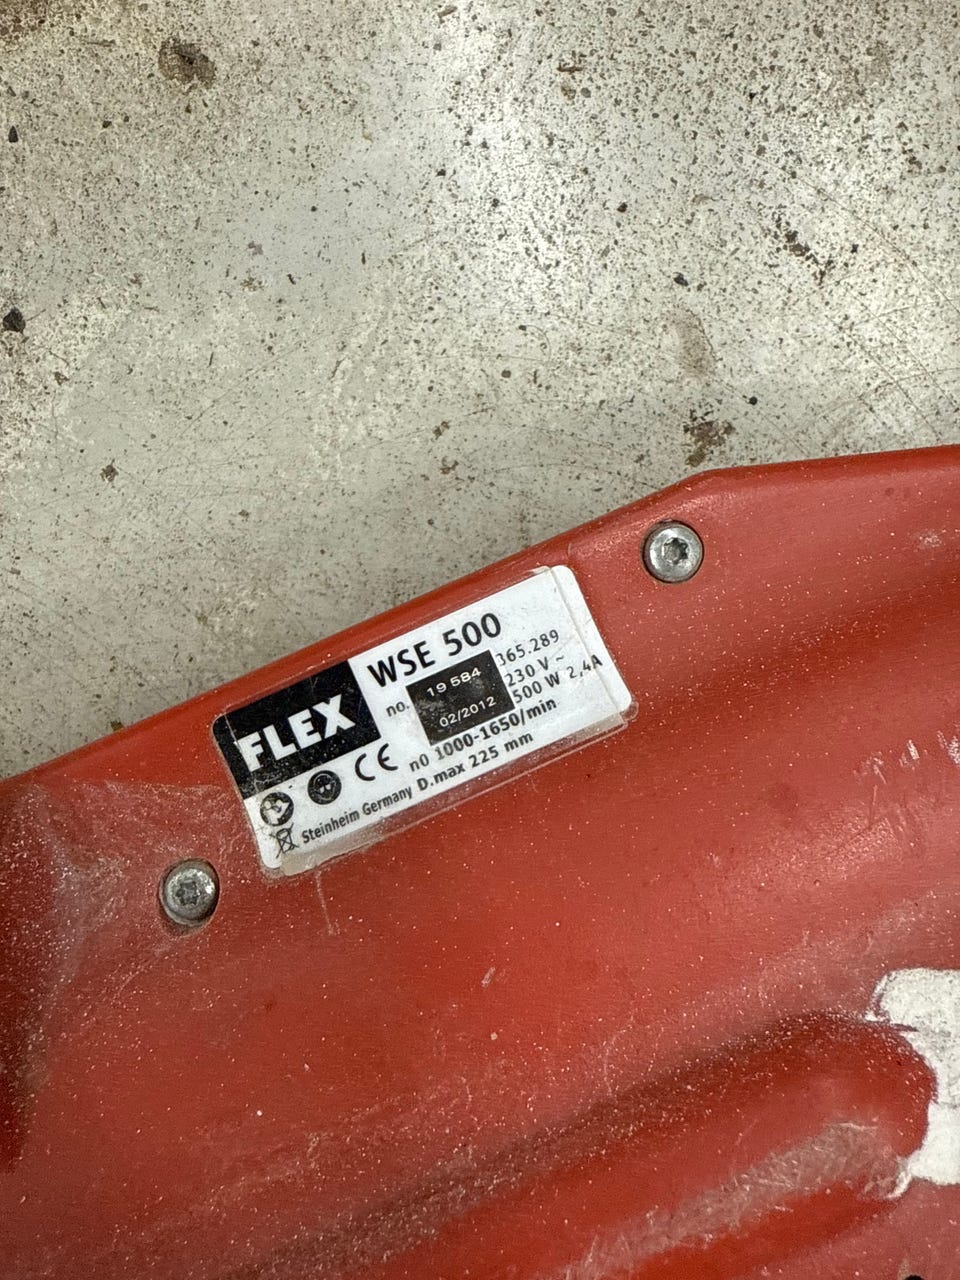 FLEX
WSE 500
no. 19 584 365.289
02/2012 230 V ~
500 W 2,4A
CE n0 1000-1650/min
Steinheim Germany D.max 225 mm